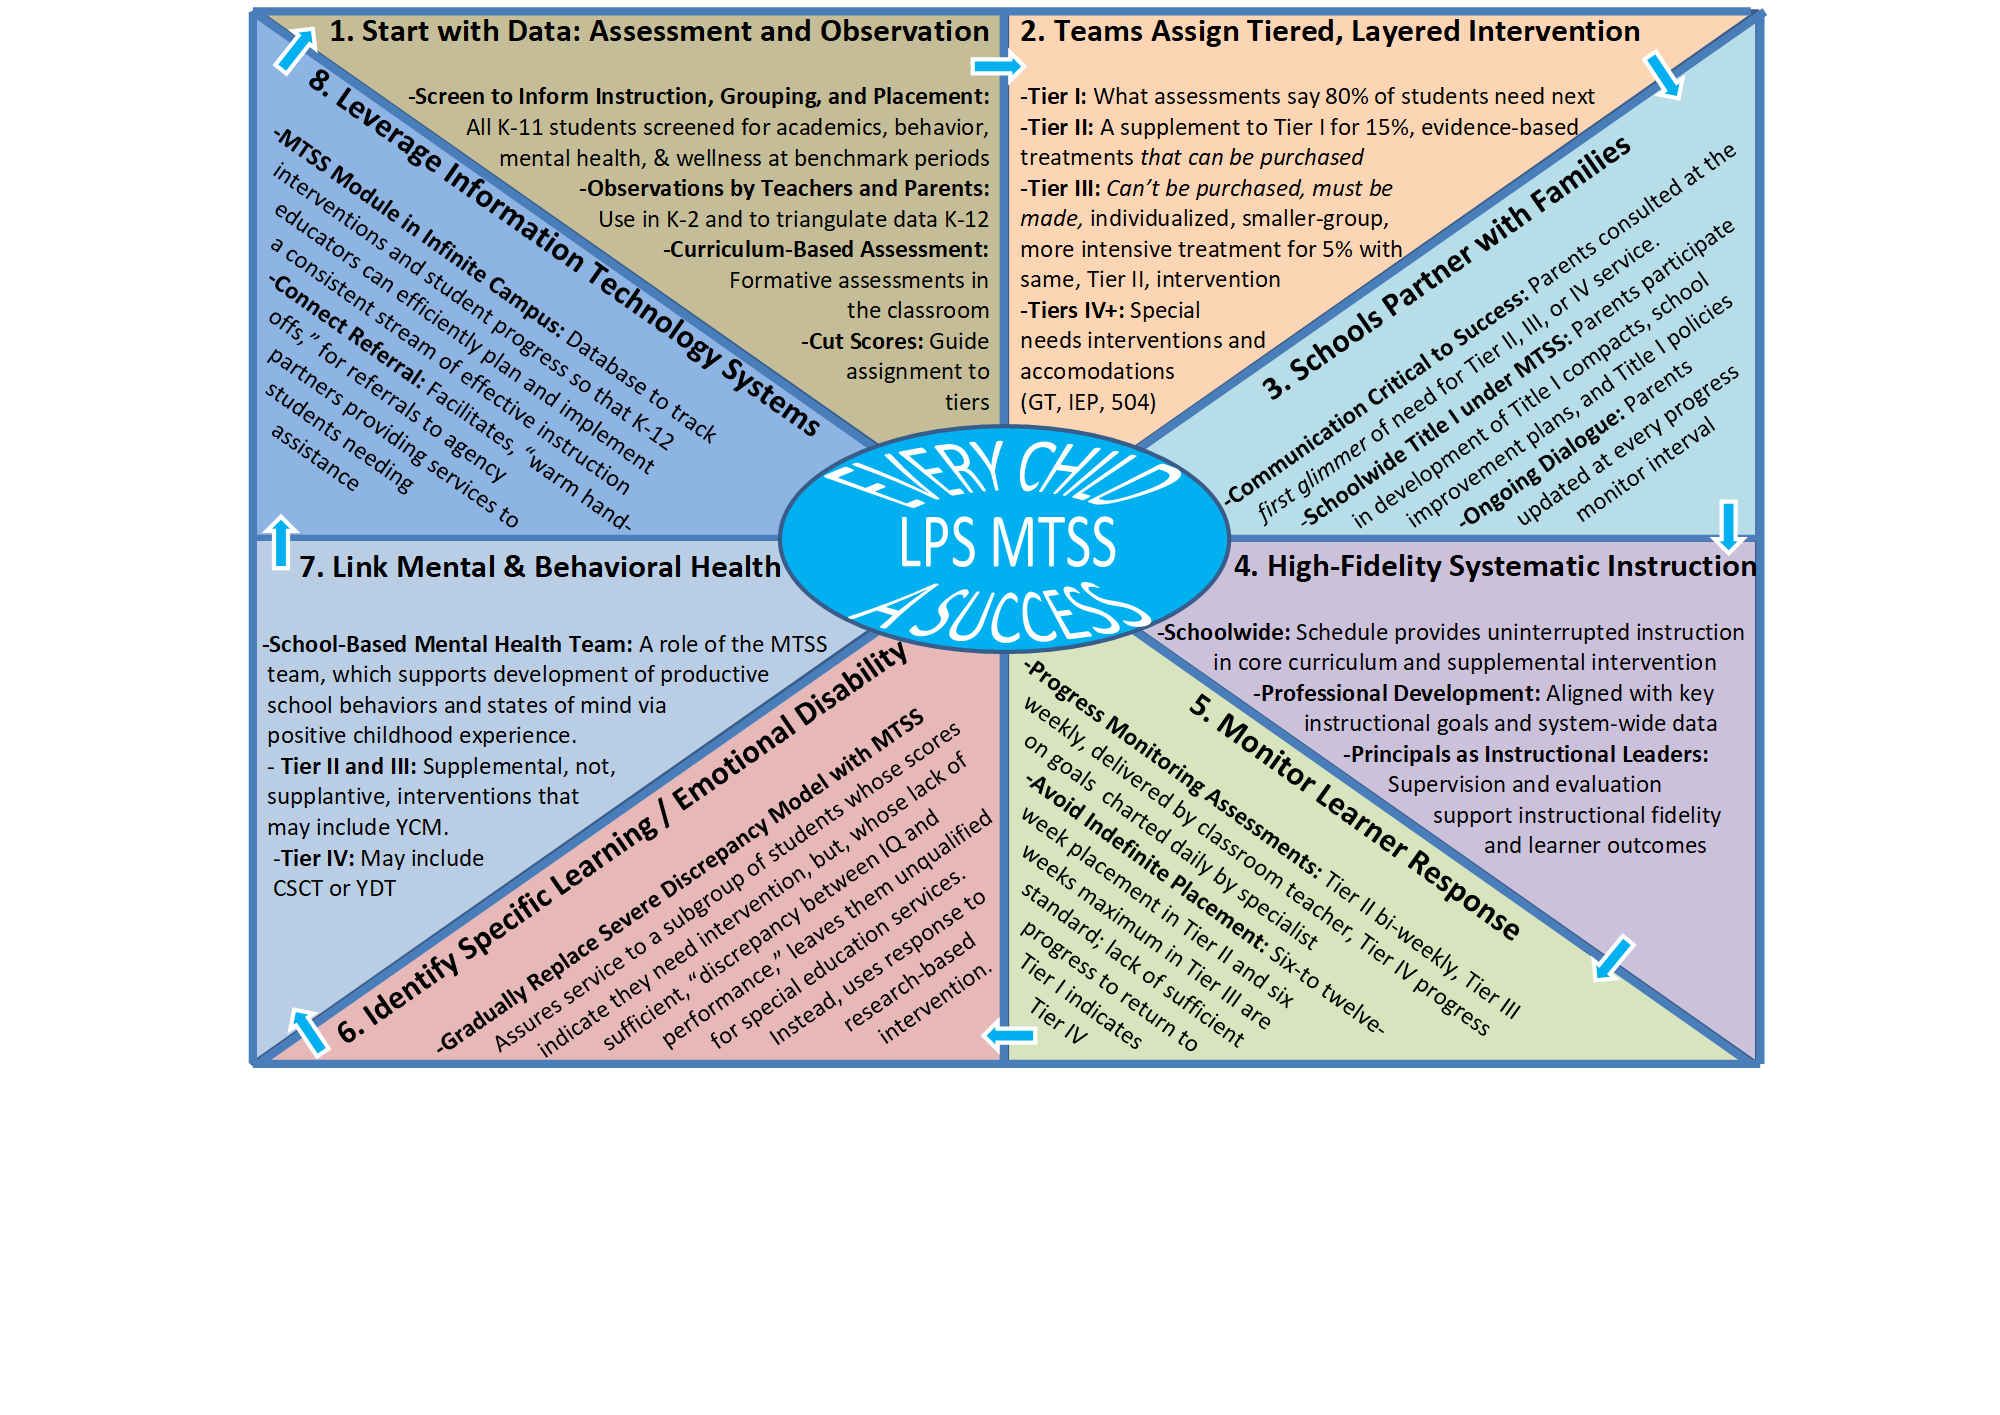 1. Start with Data: Assessment and Observation
-Screen to Inform Instruction, Grouping, and Placement:
All K-11 students screened for academics, behavior,
mental health, & wellness at benchmark periods
-Observations by Teachers and Parents:
Use in K-2 and to triangulate data K-12
-Curriculum-Based Assessment:
Formative assessments in
the classroom
-Cut Scores: Guide
assignment to
tiers
2. Teams Assign Tiered, Layered Intervention
-Tier I: What assessments say 80% of students need next
-Tier II: A supplement to Tier I for 15%, evidence-based
treatments that can be purchased
-Tier III: Can’t be purchased, must be
made, individualized, smaller-group,
more intensive treatment for 5% with
same, Tier II, intervention
-Tiers IV+: Special
needs interventions and
accomodations
(GT, IEP, 504)
3. Schools Partner with Families
-Communication Critical to Success: Parents consulted at the
first glimmer of need for Tier II, III, or IV service.
-Schoolwide Title I under MTSS: Parents participate
in development of Title I compacts, school
improvement plans, and Title I policies
-Ongoing Dialogue: Parents
updated at every progress
monitor interval
4. High-Fidelity Systematic Instruction
-Schoolwide: Schedule provides uninterrupted instruction
in core curriculum and supplemental intervention
-Professional Development: Aligned with key
instructional goals and system-wide data
-Principals as Instructional Leaders:
Supervision and evaluation
support instructional fidelity
and learner outcomes
5. Monitor Learner Response
-Progress Monitoring Assessments: Tier II bi-weekly, Tier III
weekly, delivered by classroom teacher, Tier IV progress
on goals charted daily by specialist
-Avoid Indefinite Placement: Six-to twelve-
week placement in Tier II and six
weeks maximum in Tier III are
standard; lack of sufficient
progress to return to
Tier I indicates
Tier IV
6. Identify Specific Learning / Emotional Disability
-Gradually Replace Severe Discrepancy Model with MTSS
Assures service to a subgroup of students whose scores
indicate they need intervention, but, whose lack of
sufficient, “discrepancy between IQ and
performance,” leaves them unqualified
for special education services.
Instead, uses response to
research-based
intervention.
7. Link Mental & Behavioral Health
-School-Based Mental Health Team: A role of the MTSS
team, which supports development of productive
school behaviors and states of mind via
positive childhood experience.
- Tier II and III: Supplemental, not,
supplantive, interventions that
may include YCM.
-Tier IV: May include
CSCT or YDT
8. Leverage Information Technology Systems
-MTSS Module in Infinite Campus: Database to track
interventions and student progress so that K-12
educators can efficiently plan and implement
a consistent stream of effective instruction
-Connect Referral: Facilitates, “warm hand-
offs,” for referrals to agency
partners providing services to
students needing
assistance
EVERY CHILD
LPS MTSS
A SUCCESS